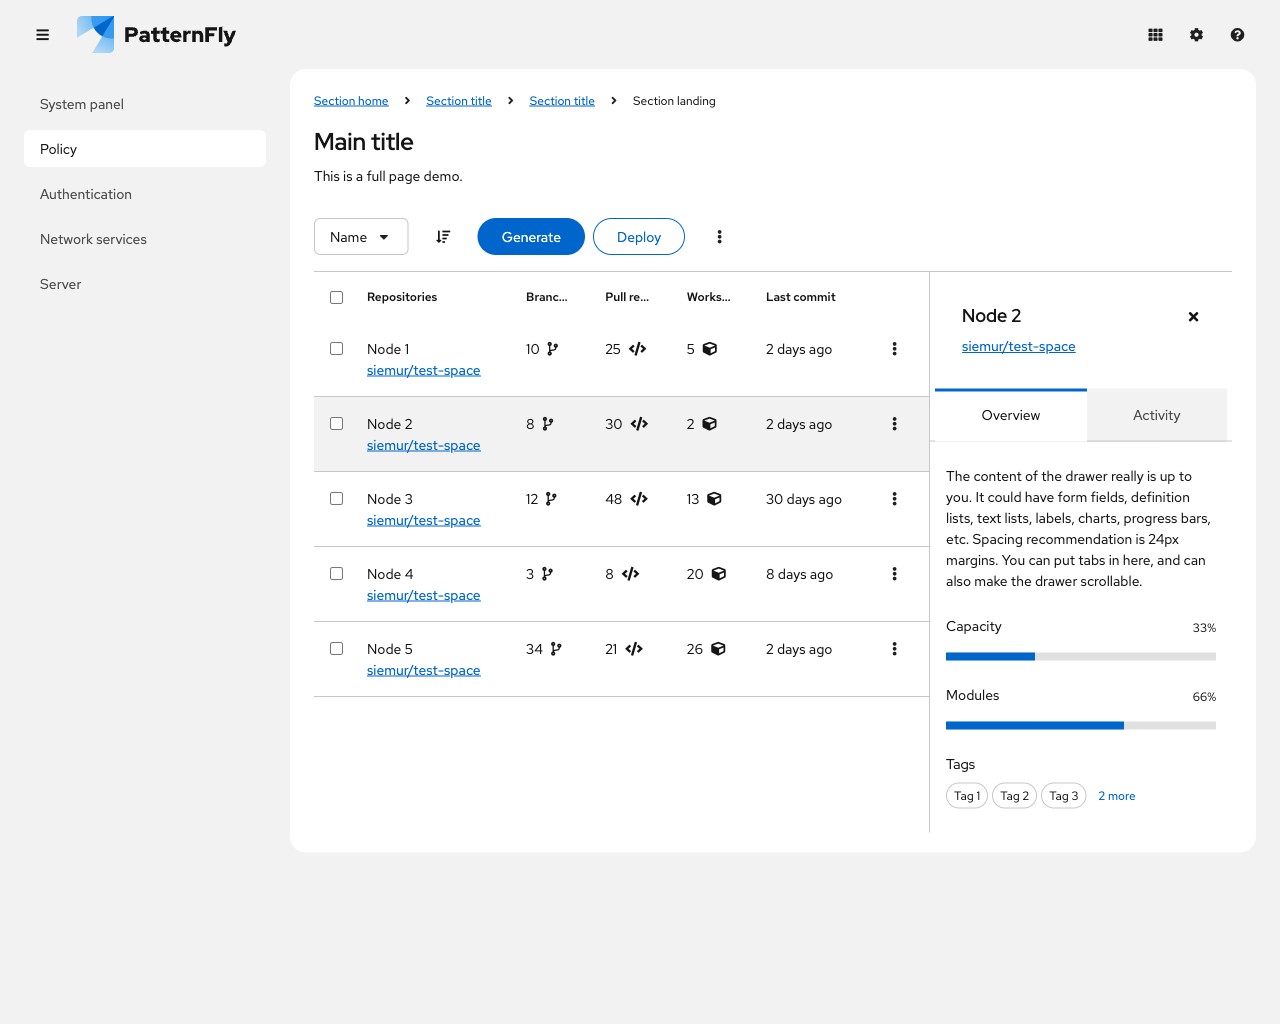 PatternFly
System panel
Policy
Authentication
Network services
Server
Section home
Section title
Section title
Section landing
Main title
This is a full page demo.
Name
Generate
Deploy
Repositories
Branc...
Pull re...
Works...
Last commit
Node 1
siemur/test-space
10
25
5
2 days ago
Node 2
siemur/test-space
8
30
2
2 days ago
Node 3
siemur/test-space
12
48
13
30 days ago
Node 4
siemur/test-space
3
8
20
8 days ago
Node 5
siemur/test-space
34
21
26
2 days ago
Node 2
siemur/test-space
Overview
Activity
The content of the drawer really is up to
you. It could have form fields, definition
lists, text lists, labels, charts, progress bars,
etc. Spacing recommendation is 24px
margins. You can put tabs in here, and can
also make the drawer scrollable.
Capacity
33%
Modules
66%
Tags
Tag 1
Tag 2
Tag 3
2 more